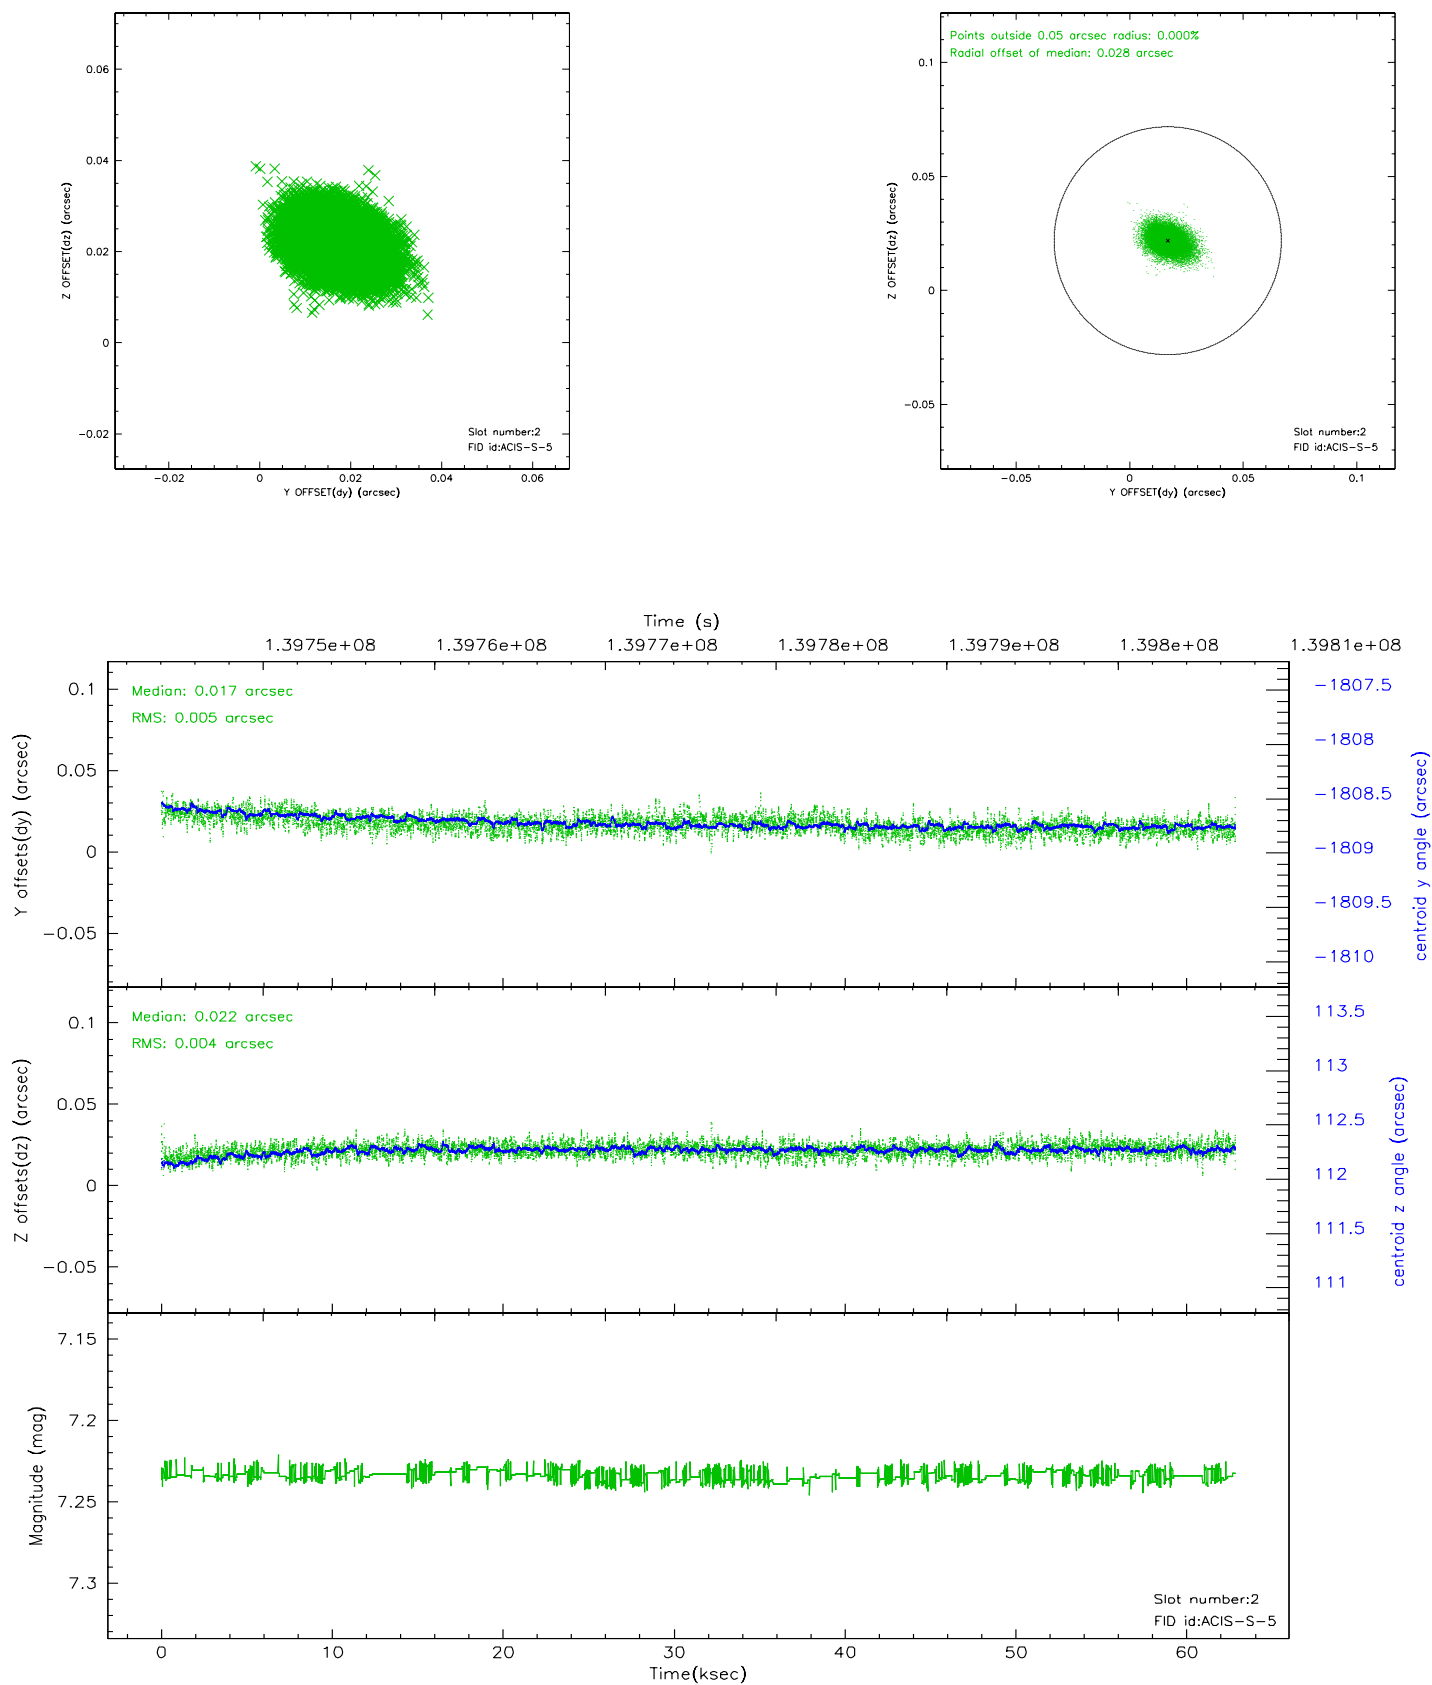 0.06
0.04
0.02
0
−0.02
Z OFFSET(dz) (arcsec)
Slot number:2
FID id:ACIS−S−5
−0.02 0 0.02 0.04 0.06
Y OFFSET(dy) (arcsec)
Points outside 0.05 arcsec radius: 0.000%
Radial offset of median: 0.028 arcsec
0.1
0.05
0
−0.05
Z OFFSET(dz) (arcsec)
Slot number:2
FID id:ACIS−S−5
−0.05 0 0.05 0.1
Y OFFSET(dy) (arcsec)
Time (s)
1.3975e+08 1.3976e+08 1.3977e+08 1.3978e+08 1.3979e+08 1.398e+08 1.3981e+08
Median: 0.017 arcsec
RMS: 0.005 arcsec
0.1
0.05
0
−0.05
Y offsets(dy) (arcsec)
−1807.5
−1808
−1808.5
−1809
−1809.5
−1810
centroid y angle (arcsec)
Median: 0.022 arcsec
RMS: 0.004 arcsec
0.1
0.05
0
−0.05
Z offsets(dz) (arcsec)
113.5
113
112.5
112
111.5
111
centroid z angle (arcsec)
7.15
7.2
7.25
7.3
Magnitude (mag)
Slot number:2
FID id:ACIS−S−5
0 10 20 30 40 50 60
Time(ksec)